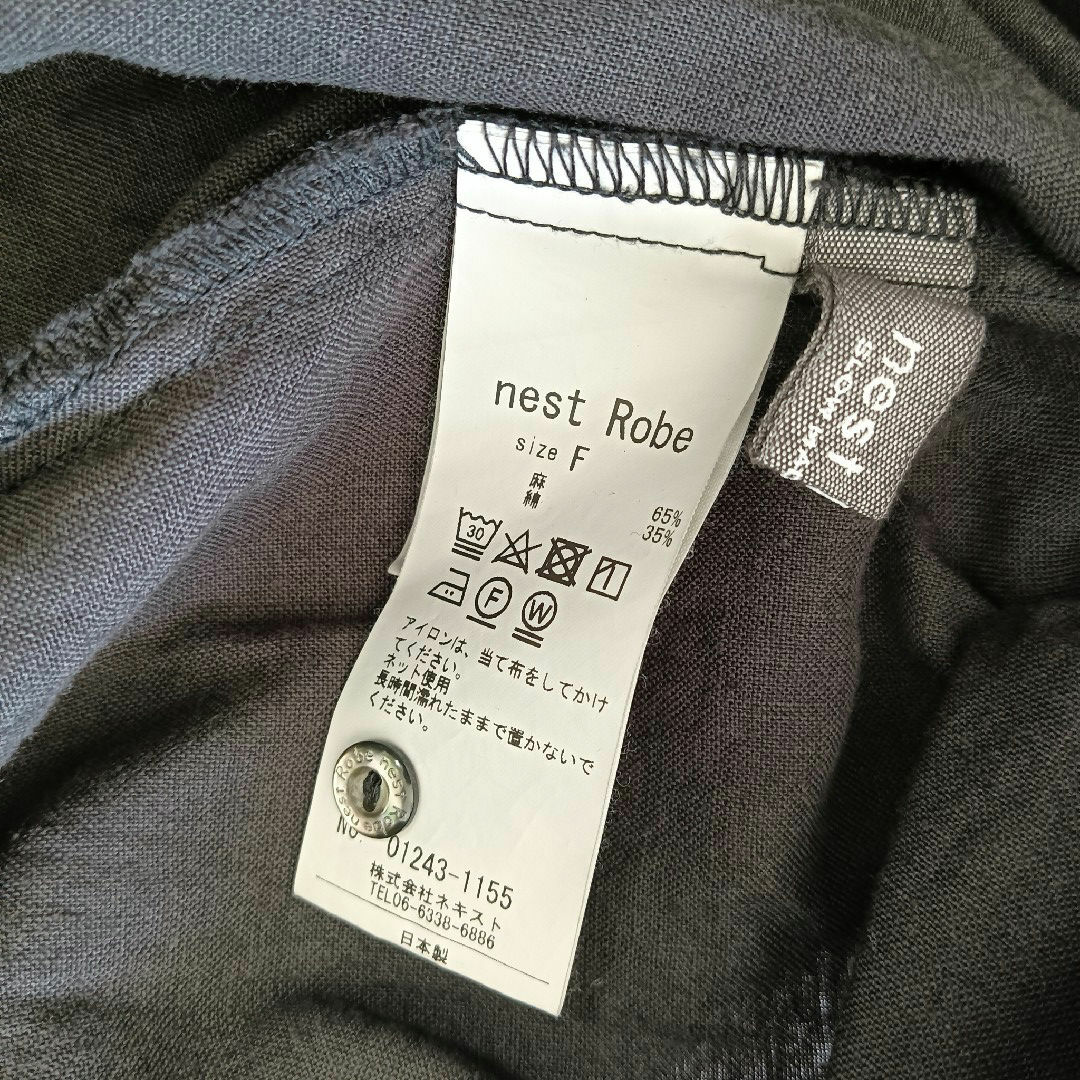 nest Robe
size F
麻 65%
綿 35%
30
F W
アイロンは、当て布をしてかけ
てください。
ネット使用
長時間濡れたままで置かないで
ください。
nest Robe nest Robe
No. 01243-1155
株式会社ネキスト
TEL06-6338-6886
日本製
nest
SLOW